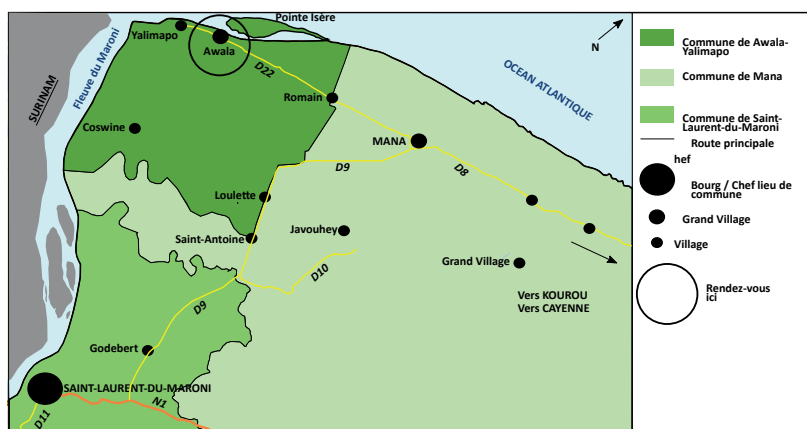 Pointe Isère
Yalimapo
Awala
N
Fleuve du Maroni
SURINAM
D22
OCEAN ATLANTIQUE
Romain
Coswine
MANA
D9
D8
Loulette
Saint-Antoine
Javouhey
Grand Village
D10
Vers KOUROU
Vers CAYENNE
D9
Godebert
SAINT-LAURENT-DU-MARONI
N1
D11
Commune de Awala-
Yalimapo
Commune de Mana
Commune de Saint-
Laurent-du-Maroni
Route principale
hef
Bourg / Chef lieu de
commune
Grand Village
Village
Rendez-vous
ici